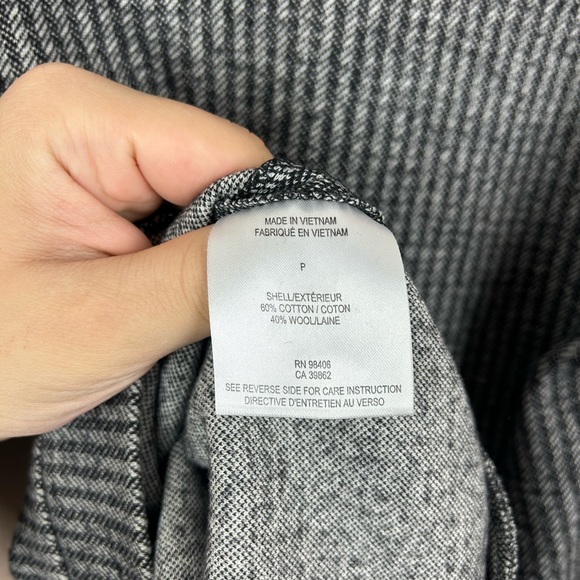 MADE IN VIETNAM
FABRIQUÉ EN VIETNAM
P
SHELL/EXTÉRIEUR
60% COTTON / COTON
40% WOOL/LAINE
RN 98406
CA 39862
SEE REVERSE SIDE FOR CARE INSTRUCTION
DIRECTIVE D'ENTRETIEN AU VERSO